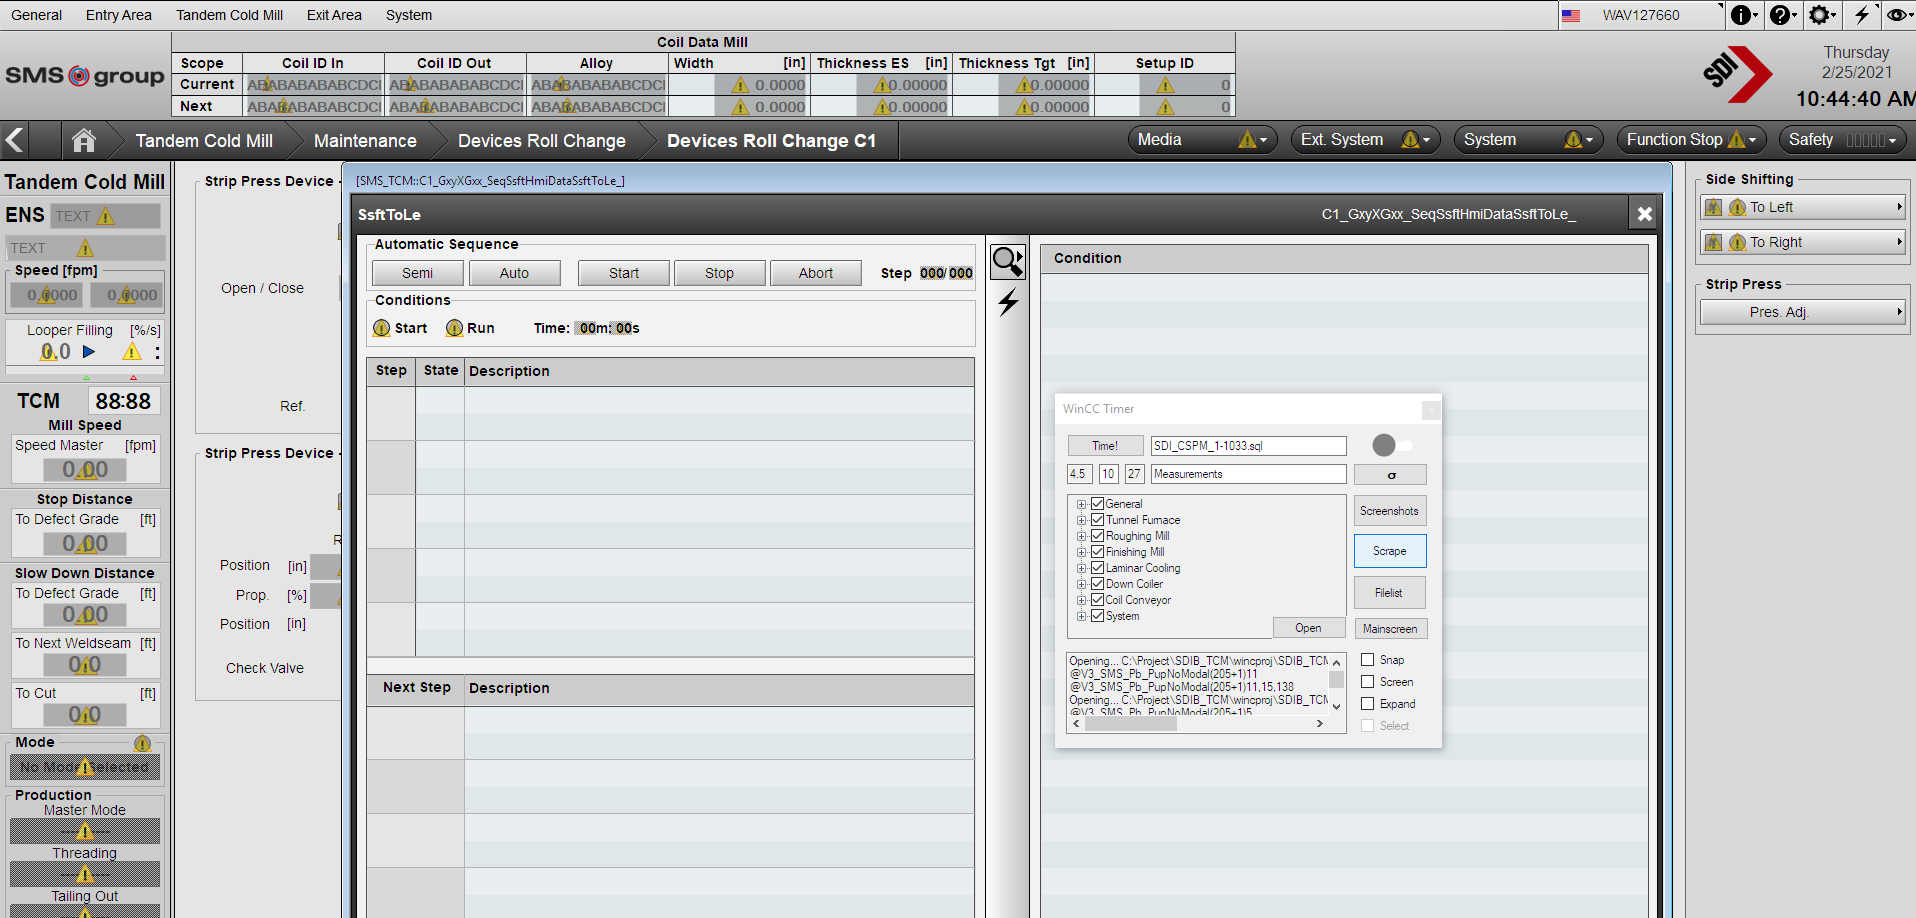 General Entry Area Tandem Cold Mill Exit Area System WAV127660
SMS group
Coil Data Mill
Scope Coil ID In Coil ID Out Alloy Width [in] Thickness ES [in] Thickness Tgt [in] Setup ID
Current ABABABABABCDCI ABABABABABCDCI ABABABABABCDCI 0.0000 0.00000 0.00000 0
Next ABABABABABCDCI ABABABABABCDCI ABABABABABCDCI 0.0000 0.00000 0.00000 0
SDI
Thursday
2/25/2021
10:44:40 AM
Tandem Cold Mill Maintenance Devices Roll Change Devices Roll Change C1
Media Ext. System System Function Stop Safety
Tandem Cold Mill
ENS TEXT
TEXT
Speed [fpm]
0.0000 0.0000
Looper Filling [%/s]
0.0 :
TCM 88:88
Mill Speed
Speed Master [fpm]
0.00
Stop Distance
To Defect Grade [ft]
0.00
Slow Down Distance
To Defect Grade [ft]
0.00
To Next Weldseam [ft]
0.0
To Cut [ft]
0.0
Mode
No Mode Selected
Production
Master Mode
Threading
Tailing Out
Strip Press Device -
Open / Close
Ref.
Strip Press Device -
R
Position [in]
Prop. [%]
Position [in]
Check Valve
[SMS_TCM::C1_GxyXGxx_SeqSsftHmiDataSsftToLe_]
SsftToLe C1_GxyXGxx_SeqSsftHmiDataSsftToLe_
Automatic Sequence
Semi Auto Start Stop Abort Step 000/000
Conditions
Start Run Time: 00m: 00s
Step State Description
Next Step Description
Condition
WinCC Timer
x
Time! SDI_CSPM_1-1033.sql
4.5 10 27 Measurements σ
General
Tunnel Furnace
Roughing Mill
Finishing Mill
Laminar Cooling
Down Coiler
Coil Conveyor
System
Open
Screenshots
Scrape
Filelist
Mainscreen
Opening... C:\Project\SDIB_TCM\wincproj\SDIB_TCM
@V3_SMS_Pb_PupNoModal(205+1)11
@V3_SMS_Pb_PupNoModal(205+1)11,15,138
Opening... C:\Project\SDIB_TCM\wincproj\SDIB_TCM
@V3_SMS_Pb_PupNoModal(205+1)5
Snap
Screen
Expand
Select
Side Shifting
To Left
To Right
Strip Press
Pres. Adj.